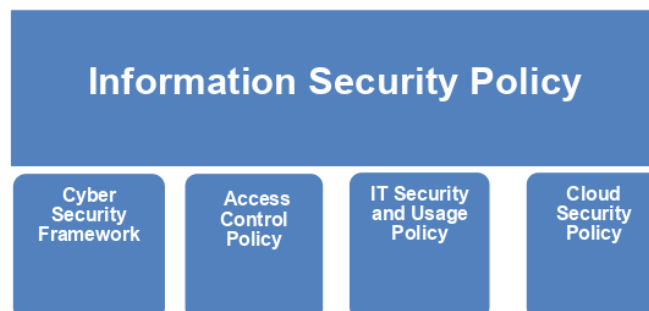 Information Security Policy
Cyber
Security
Framework
Access
Control
Policy
IT Security
and Usage
Policy
Cloud
Security
Policy